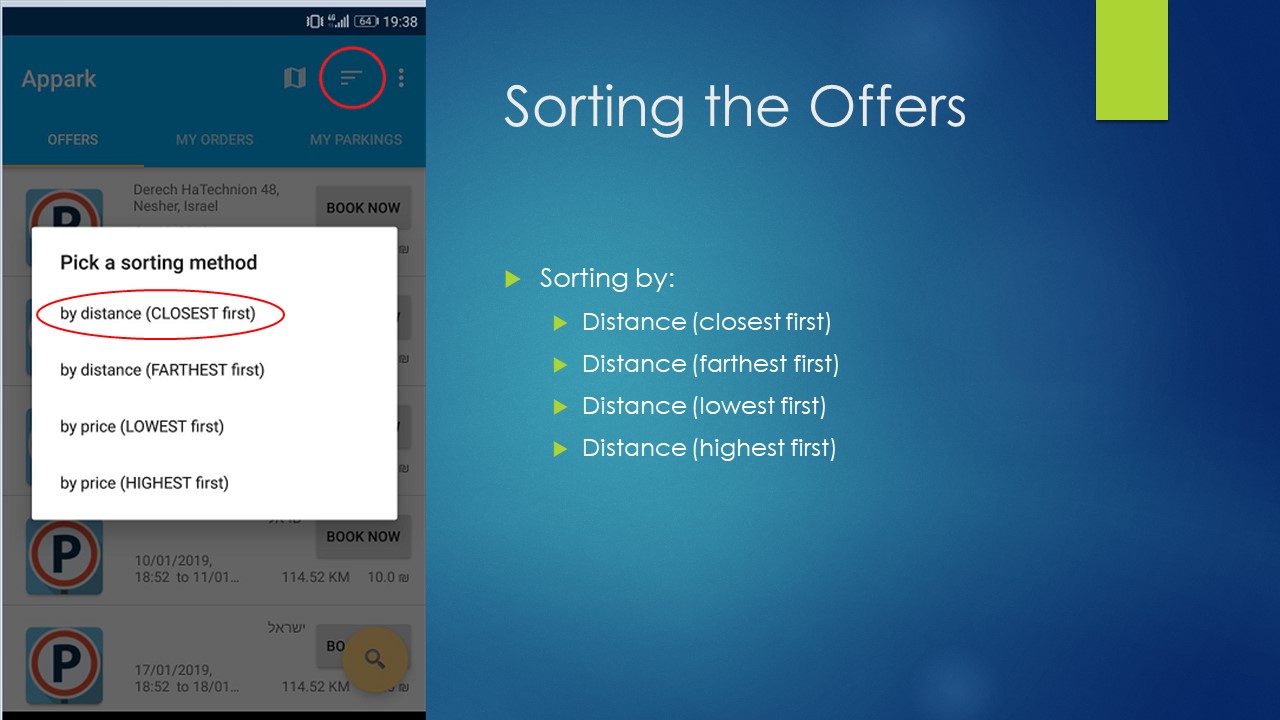 64 19:38
Appark
OFFERS MY ORDERS MY PARKINGS
Derech HaTechnion 48,
Nesher, Israel
BOOK NOW
₪
Pick a sorting method
by distance (CLOSEST first)
₪
by distance (FARTHEST first)
by price (LOWEST first)
₪
by price (HIGHEST first)
ישראל
BOOK NOW
10/01/2019,
18:52 to 11/01... 114.52 KM 10.0 ₪
ישראל
BO
17/01/2019,
18:52 to 18/01... 114.52 KM ₪
Sorting the Offers
Sorting by:
Distance (closest first)
Distance (farthest first)
Distance (lowest first)
Distance (highest first)